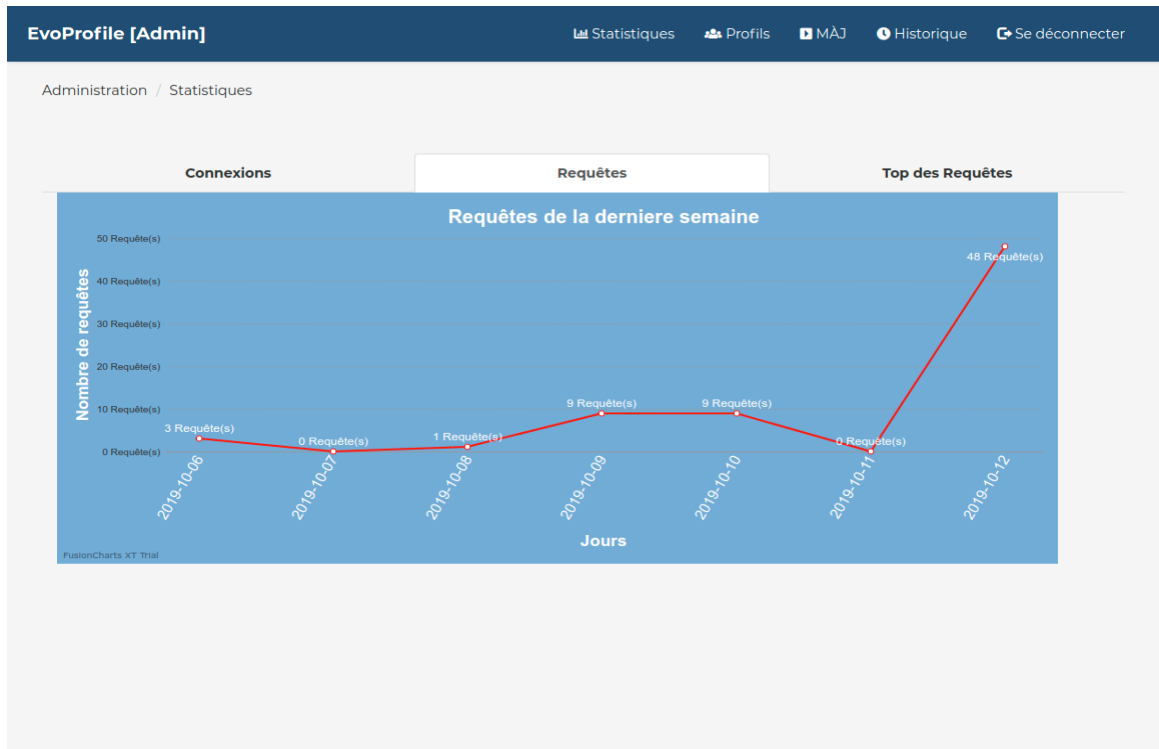 EvoProfile [Admin] Statistiques Profils MÀJ Historique Se déconnecter
Administration / Statistiques
Connexions Requêtes Top des Requêtes
Requêtes de la derniere semaine
Nombre de requêtes
50 Requête(s)
40 Requête(s)
30 Requête(s)
20 Requête(s)
10 Requête(s)
0 Requête(s)
3 Requête(s)
0 Requête(s)
1 Requête(s)
9 Requête(s)
9 Requête(s)
0 Requête(s)
48 Requête(s)
2019-10-06
2019-10-07
2019-10-08
2019-10-09
2019-10-10
2019-10-11
2019-10-12
Jours
FusionCharts XT Trial